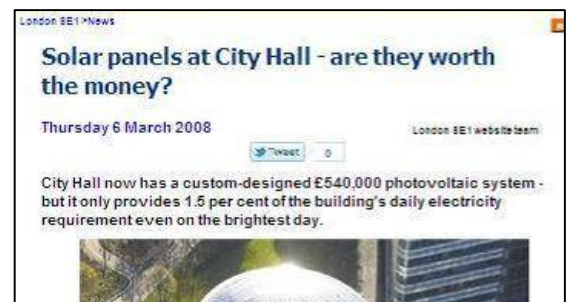 London SE1>News
Solar panels at City Hall - are they worth
the money?
Thursday 6 March 2008
London SE1 website team
Tweet 0
City Hall now has a custom-designed £540,000 photovoltaic system -
but it only provides 1.5 per cent of the building's daily electricity
requirement even on the brightest day.